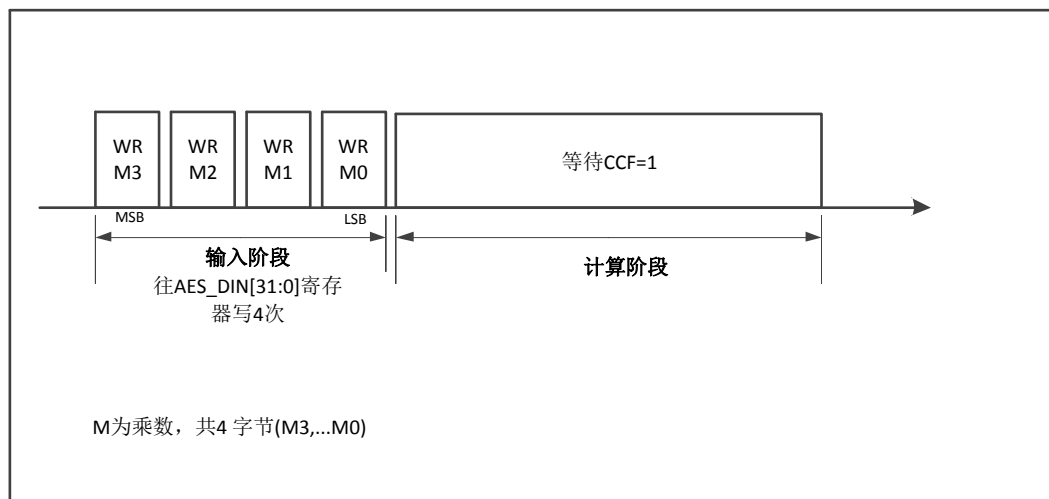 WR
M3
WR
M2
WR
M1
WR
M0
等待CCF=1
MSB
LSB
输入阶段
往AES_DIN[31:0]寄存
器写4次
计算阶段
M为乘数，共4 字节(M3,...M0)